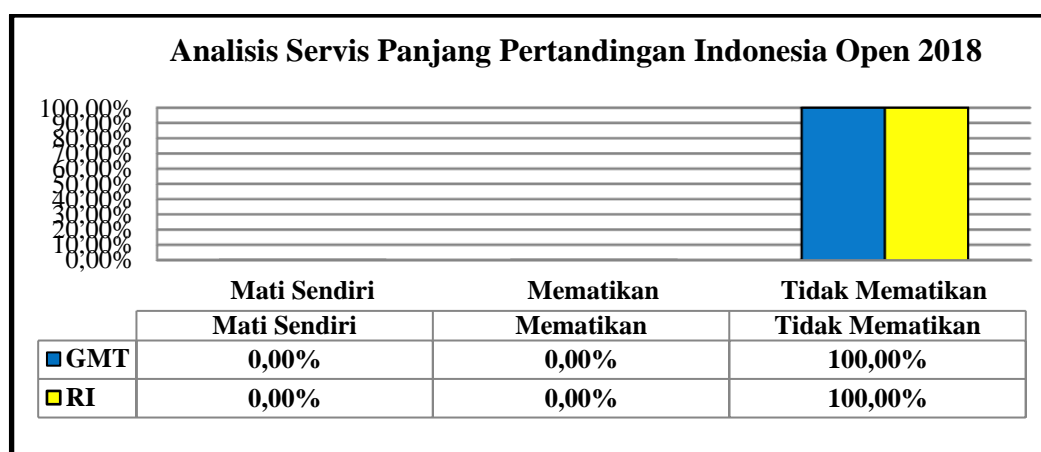 Analisis Servis Panjang Pertandingan Indonesia Open 2018
100,00%
90,00%
80,00%
70,00%
60,00%
50,00%
40,00%
30,00%
20,00%
10,00%
0,00%
Mati Sendiri Mematikan Tidak Mematikan
Mati Sendiri Mematikan Tidak Mematikan
GMT 0,00% 0,00% 100,00%
RI 0,00% 0,00% 100,00%